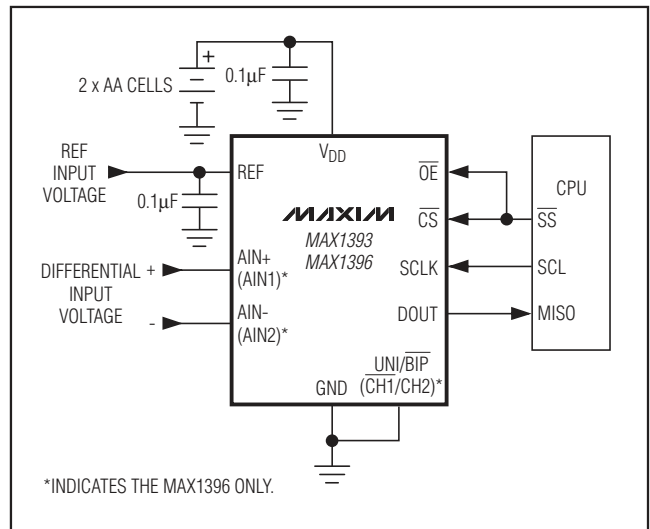 +
2 x AA CELLS
0.1μF
VDD
REF
INPUT
VOLTAGE
REF
0.1μF
OE
CS
CPU
SS
MAXIM
MAX1393
MAX1396
DIFFERENTIAL +
INPUT
VOLTAGE
-
AIN+
(AIN1)*
AIN-
(AIN2)*
SCLK
SCL
DOUT
MISO
UNI/BIP
(CH1/CH2)*
GND
*INDICATES THE MAX1396 ONLY.